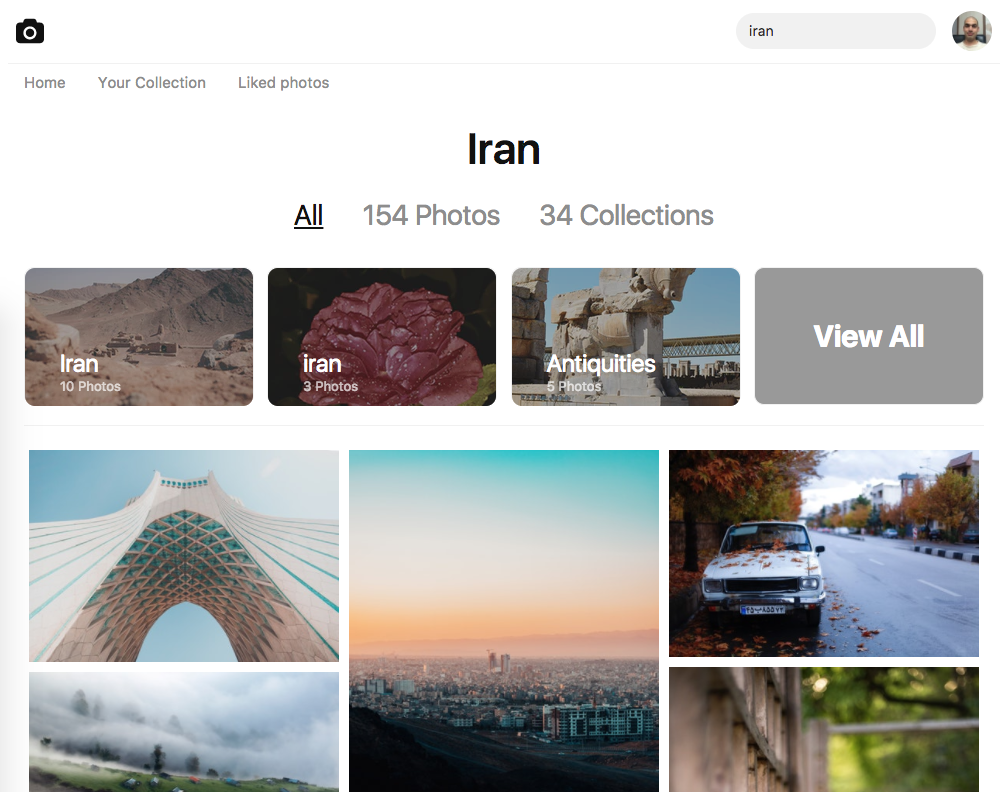 iran
Home Your Collection Liked photos
Iran
All 154 Photos 34 Collections
Iran
10 Photos
iran
3 Photos
Antiquities
5 Photos
View All